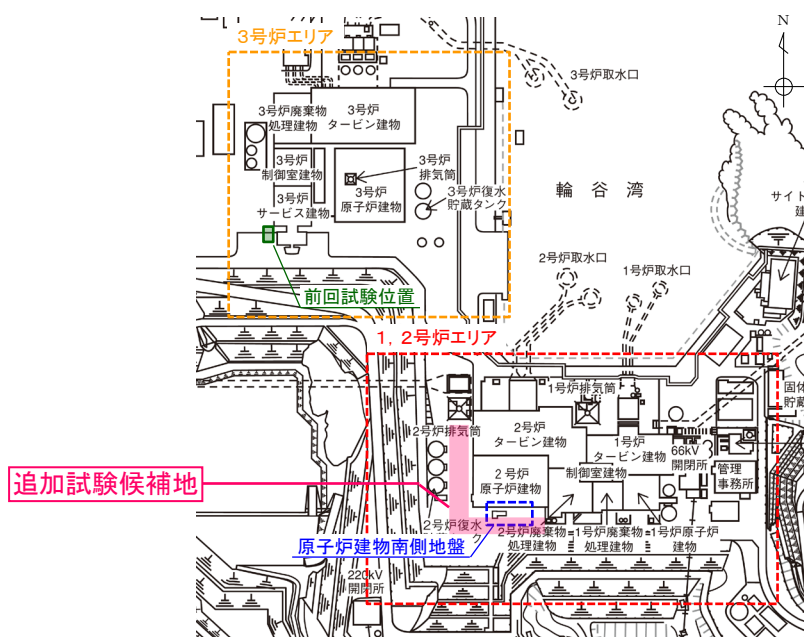 3号炉エリア
N
3号炉取水口
3号炉廃棄物
処理建物
3号炉
タービン建物
3号炉
制御室建物
3号炉
排気筒
3号炉
原子炉建物
3号炉復水
貯蔵タンク
3号炉
サービス建物
輪谷湾
サイト
建
前回試験位置
2号炉取水口
1号炉取水口
1, 2号炉エリア
1号炉排気筒
固体
貯蔵
2号炉排気筒
2号炉
タービン建物
1号炉
タービン建物
66kV
開閉所
制御室建物
管理
事務所
2号炉
原子炉建物
追加試験候補地
2号炉復水
ク
2号炉廃棄物
処理建物
1号炉廃棄物
処理建物
1号炉原子炉
建物
原子炉建物南側地盤
220kV
開閉所